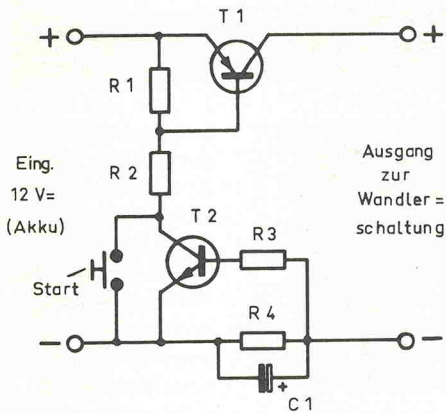 T 1
+
+
R 1
Eing.
12 V=
(Akku)
R 2
Ausgang
zur
Wandler=
schaltung
T 2
R 3
Start
R 4
−
−
+
C 1